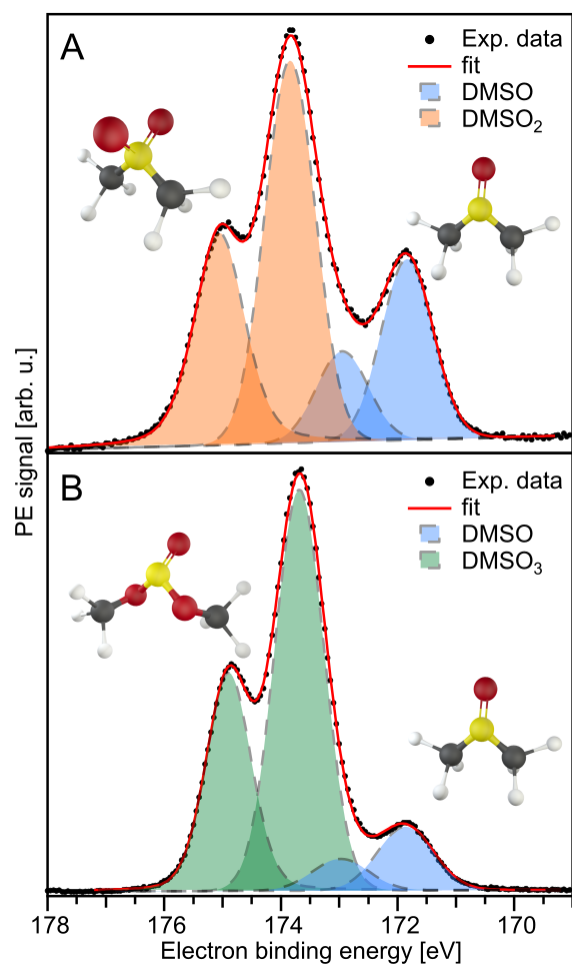 A
Exp. data
fit
DMSO
DMSO₂
PE signal [arb. u.]
B
Exp. data
fit
DMSO
DMSO₃
178 176 174 172 170
Electron binding energy [eV]